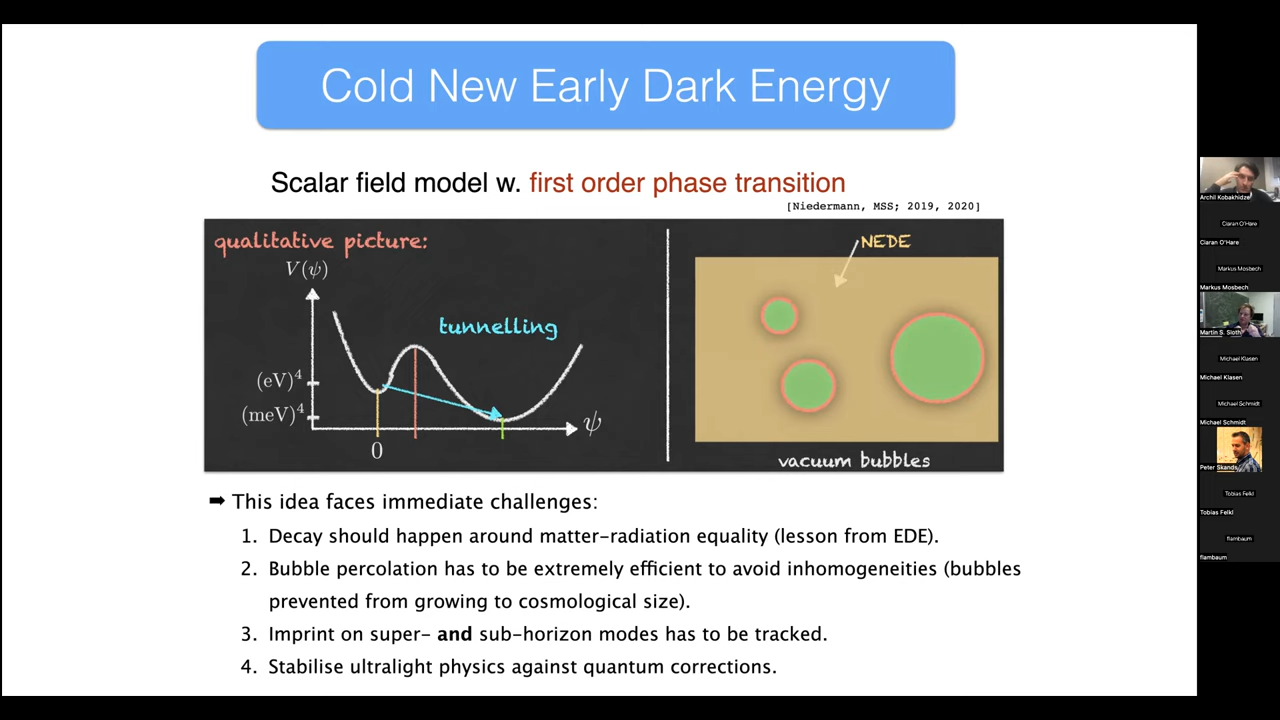 Cold New Early Dark Energy
Scalar field model w. first order phase transition
[Niedermann, MSS; 2019, 2020]
qualitative picture:
V(ψ)
tunnelling
(eV)⁴
(meV)⁴
ψ
0
NEDE
vacuum bubbles
➡ This idea faces immediate challenges:
1. Decay should happen around matter-radiation equality (lesson from EDE).
2. Bubble percolation has to be extremely efficient to avoid inhomogeneities (bubbles
prevented from growing to cosmological size).
3. Imprint on super- and sub-horizon modes has to be tracked.
4. Stabilise ultralight physics against quantum corrections.
Archil Kobakhidze
Ciaran O'Hare
Ciaran O'Hare
Markus Mosbech
Markus Mosbech
Martin S. Sloth
Michael Klasen
Michael Klasen
Michael Schmidt
Michael Schmidt
Peter Skands
Tobias Felkl
Tobias Felkl
flambaum
flambaum